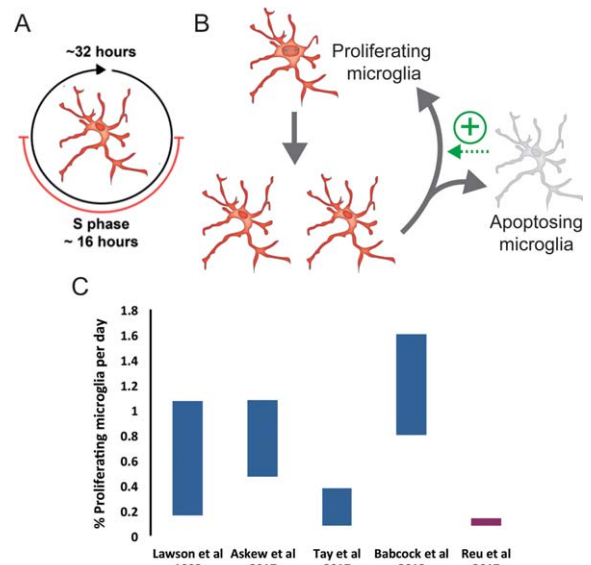 A
~32 hours
S phase
~ 16 hours
B
Proliferating
microglia
+
Apoptosing
microglia
C
% Proliferating microglia per day
1.8
1.6
1.4
1.2
1
0.8
0.6
0.4
0.2
0
Lawson et al Askew et al Tay et al Babcock et al Reu et al